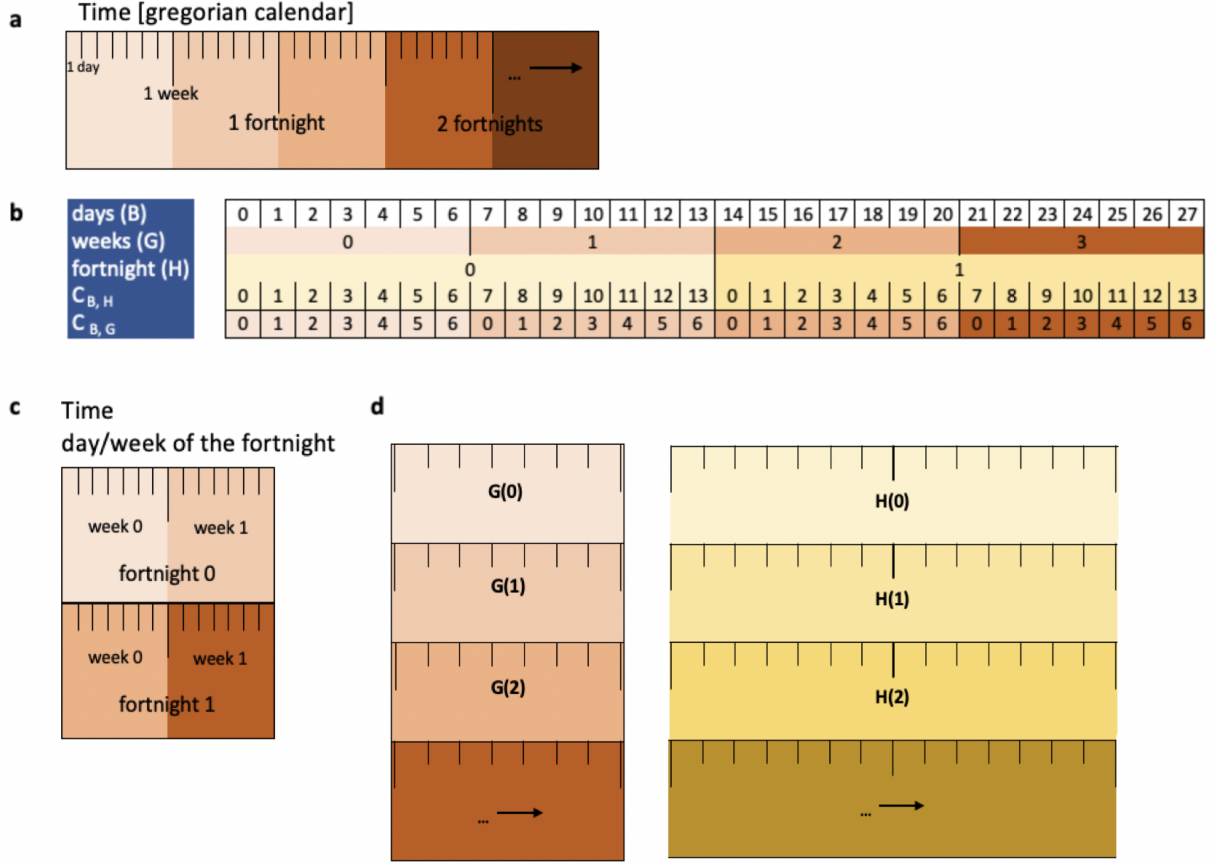 a
Time [gregorian calendar]
1 day
1 week
1 fortnight
2 fortnights
...
b
days (B) 0 1 2 3 4 5 6 7 8 9 10 11 12 13 14 15 16 17 18 19 20 21 22 23 24 25 26 27
weeks (G) 0 1 2 3
fortnight (H) 0 1
C B, H 0 1 2 3 4 5 6 7 8 9 10 11 12 13 0 1 2 3 4 5 6 7 8 9 10 11 12 13
C B, G 0 1 2 3 4 5 6 0 1 2 3 4 5 6 0 1 2 3 4 5 6 0 1 2 3 4 5 6
c
Time
day/week of the fortnight
week 0 week 1
fortnight 0
week 0 week 1
fortnight 1
d
G(0)
G(1)
G(2)
...
H(0)
H(1)
H(2)
...